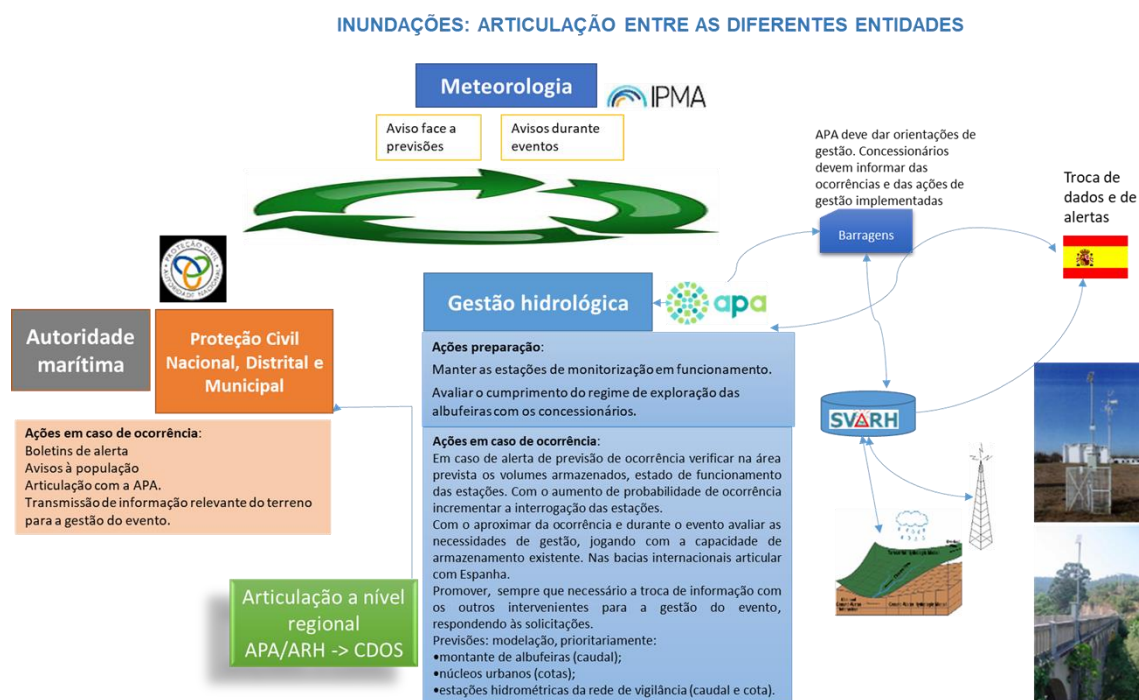 INUNDAÇÕES: ARTICULAÇÃO ENTRE AS DIFERENTES ENTIDADES
Meteorologia
IPMA
Aviso face a
previsões
Avisos durante
eventos
APA deve dar orientações de
gestão. Concessionários
devem informar das
ocorrências e das ações de
gestão implementadas
Troca de
dados e de
alertas
Barragens
PROTEÇÃO CIVIL
AUTORIDADE NACIONAL
Gestão hidrológica
apa
Autoridade
marítima
Proteção Civil
Nacional, Distrital e
Municipal
Ações preparação:
Manter as estações de monitorização em funcionamento.
Avaliar o cumprimento do regime de exploração das
albufeiras com os concessionários.
SVARH
Ações em caso de ocorrência:
Boletins de alerta
Avisos à população
Articulação com a APA.
Transmissão de informação relevante do terreno
para a gestão do evento.
Ações em caso de ocorrência:
Em caso de alerta de previsão de ocorrência verificar na área
prevista os volumes armazenados, estado de funcionamento
das estações. Com o aumento de probabilidade de ocorrência
incrementar a interrogação das estações.
Com o aproximar da ocorrência e durante o evento avaliar as
necessidades de gestão, jogando com a capacidade de
armazenamento existente. Nas bacias internacionais articular
com Espanha.
Promover, sempre que necessário a troca de informação com
os outros intervenientes para a gestão do evento,
respondendo às solicitações.
Previsões: modelação, prioritariamente:
•montante de albufeiras (caudal);
•núcleos urbanos (cotas);
•estações hidrométricas da rede de vigilância (caudal e cota).
Articulação a nível
regional
APA/ARH -> CDOS